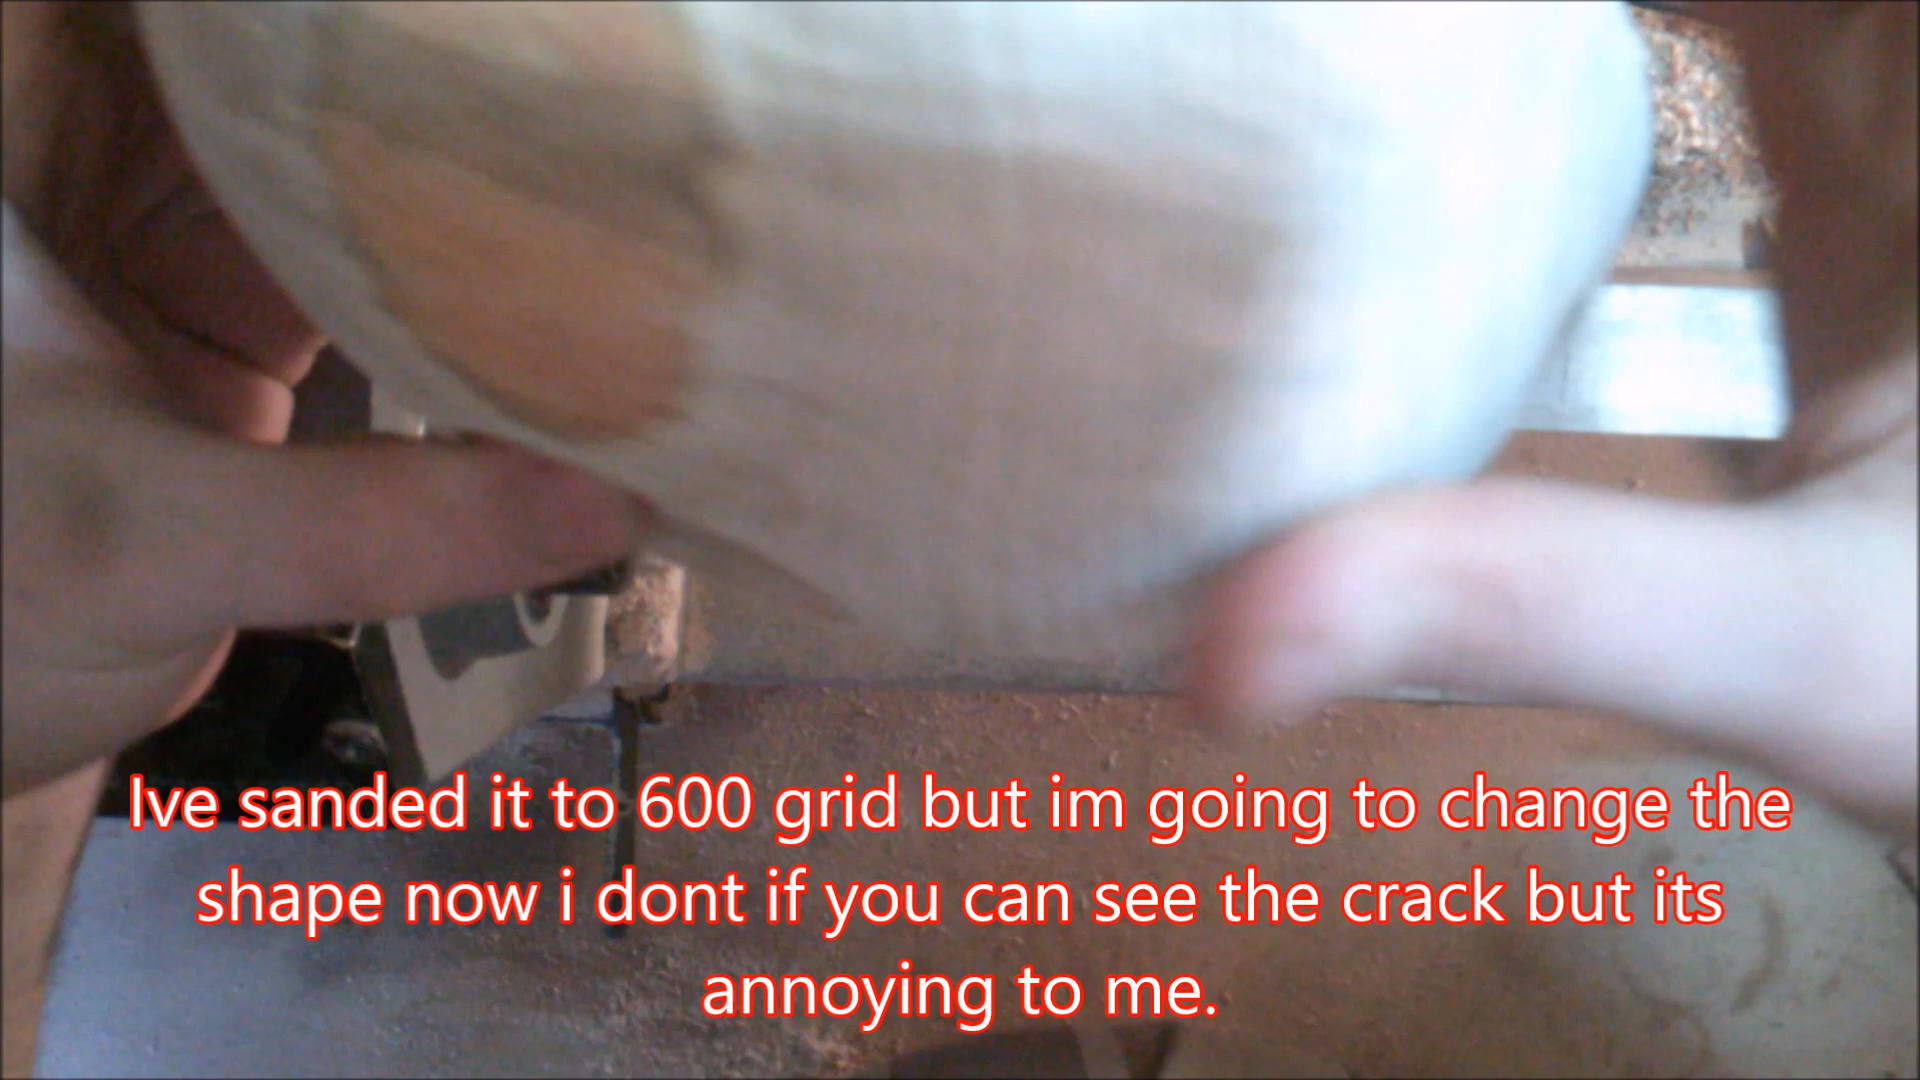 Ive sanded it to 600 grid but im going to change the
shape now i dont if you can see the crack but its
annoying to me.